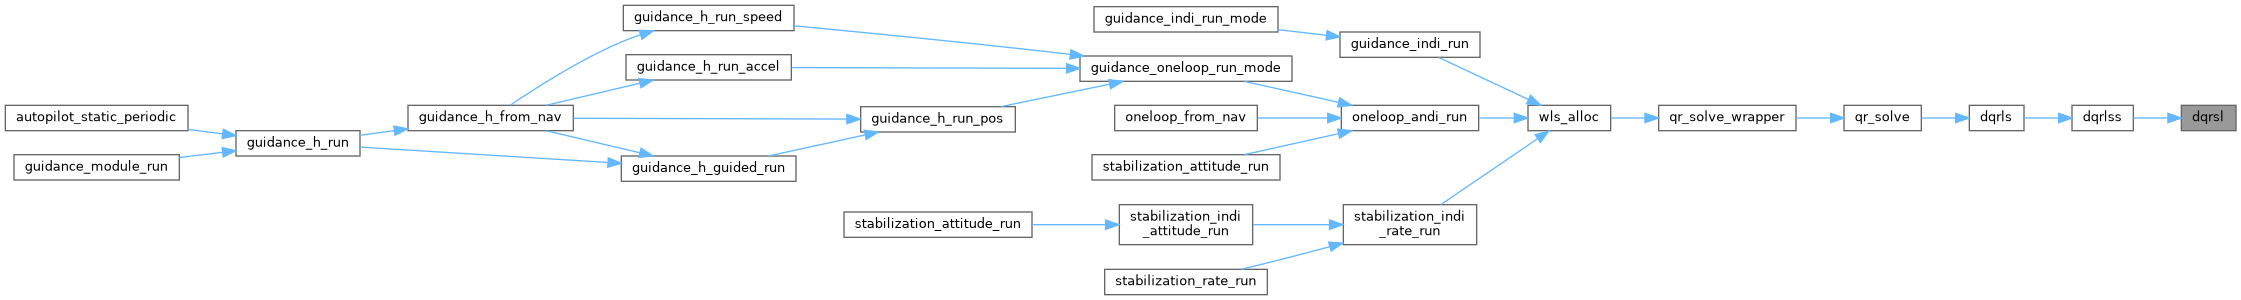 guidance_h_run_speed
guidance_indi_run_mode
guidance_indi_run
guidance_h_run_accel
guidance_oneloop_run_mode
autopilot_static_periodic
guidance_h_from_nav
guidance_h_run_pos
oneloop_from_nav
oneloop_andi_run
wls_alloc
qr_solve_wrapper
qr_solve
dqrls
dqrlss
dqrsl
guidance_h_run
guidance_module_run
guidance_h_guided_run
stabilization_attitude_run
stabilization_attitude_run
stabilization_indi
_attitude_run
stabilization_indi
_rate_run
stabilization_rate_run